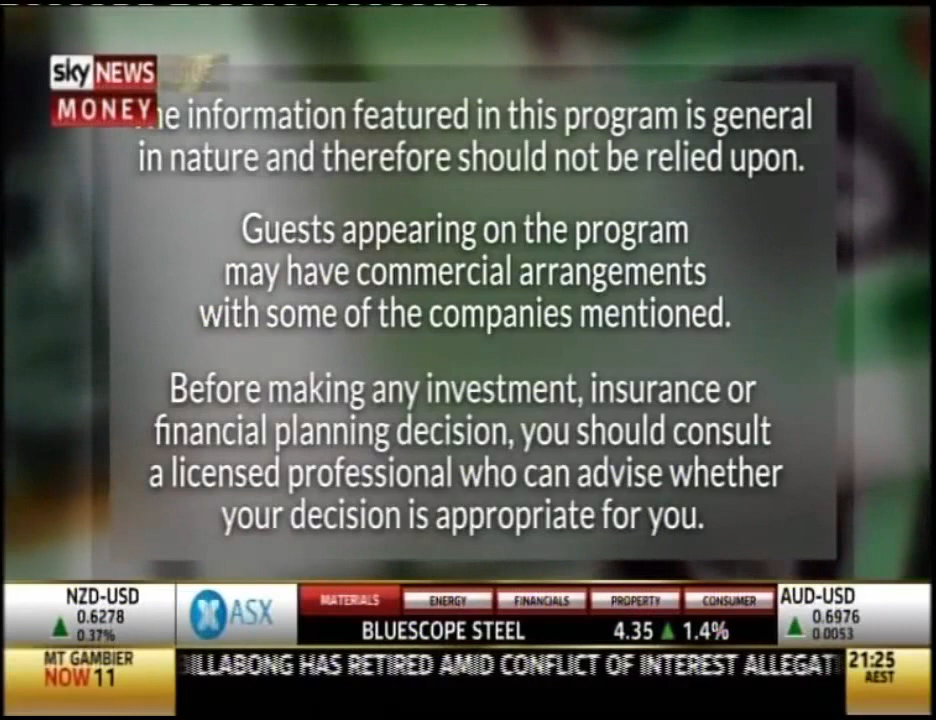 sky NEWS
MONEY
he information featured in this program is general
in nature and therefore should not be relied upon.
Guests appearing on the program
may have commercial arrangements
with some of the companies mentioned.
Before making any investment, insurance or
financial planning decision, you should consult
a licensed professional who can advise whether
your decision is appropriate for you.
NZD-USD
0.6278
0.37%
ASX
MATERIALS ENERGY FINANCIALS PROPERTY CONSUMER
BLUESCOPE STEEL 4.35 1.4%
AUD-USD
0.6976
0.0053
MT GAMBIER
NOW 11
ILLABONG HAS RETIRED AMID CONFLICT OF INTEREST ALLEGAT
21:25
AEST